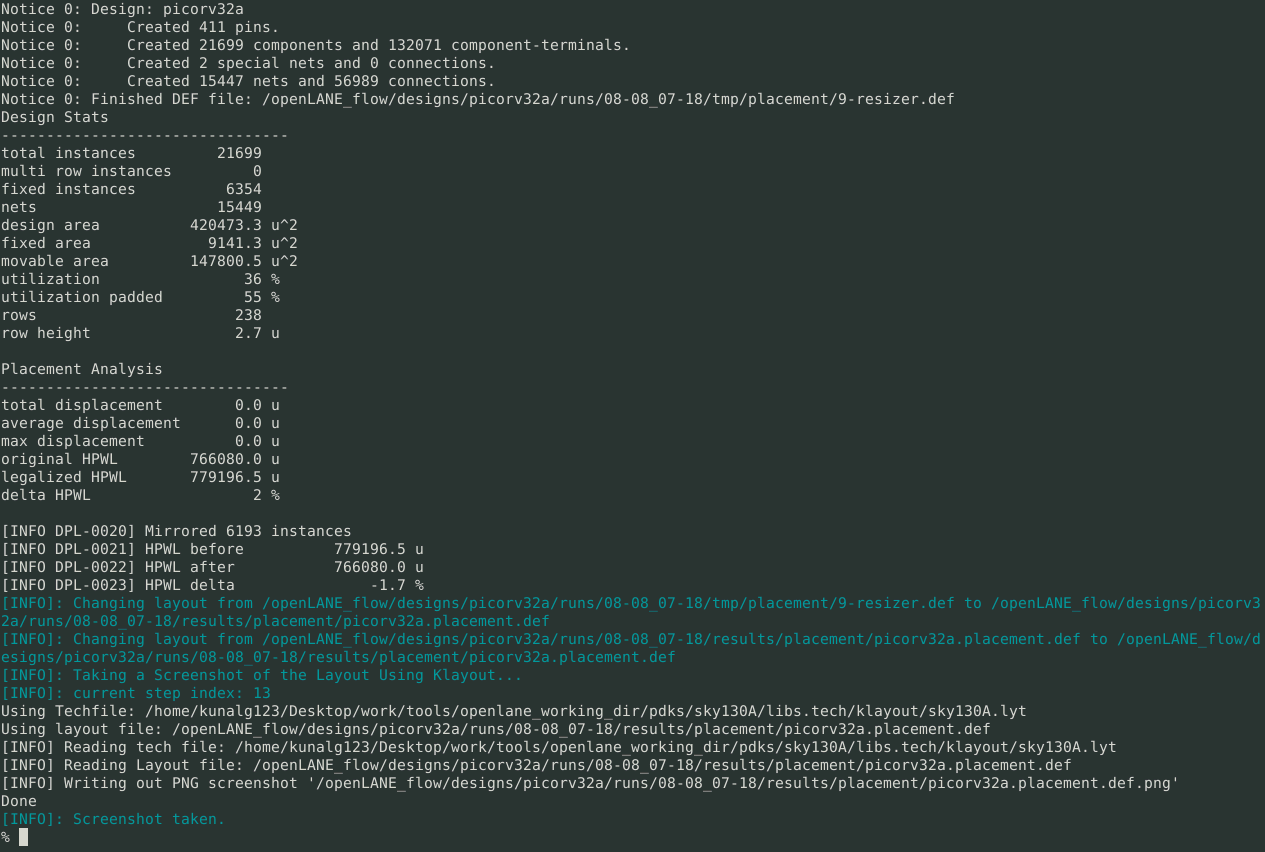 Notice 0: Design: picorv32a
Notice 0:     Created 411 pins.
Notice 0:     Created 21699 components and 132071 component-terminals.
Notice 0:     Created 2 special nets and 0 connections.
Notice 0:     Created 15447 nets and 56989 connections.
Notice 0: Finished DEF file: /openLANE_flow/designs/picorv32a/runs/08-08_07-18/tmp/placement/9-resizer.def
Design Stats
--------------------------------
total instances         21699
multi row instances         0
fixed instances          6354
nets                    15449
design area          420473.3 u^2
fixed area             9141.3 u^2
movable area         147800.5 u^2
utilization                36 %
utilization padded         55 %
rows                      238
row height                2.7 u

Placement Analysis
--------------------------------
total displacement        0.0 u
average displacement      0.0 u
max displacement          0.0 u
original HPWL        766080.0 u
legalized HPWL       779196.5 u
delta HPWL                  2 %

[INFO DPL-0020] Mirrored 6193 instances
[INFO DPL-0021] HPWL before          779196.5 u
[INFO DPL-0022] HPWL after           766080.0 u
[INFO DPL-0023] HPWL delta               -1.7 %
[INFO]: Changing layout from /openLANE_flow/designs/picorv32a/runs/08-08_07-18/tmp/placement/9-resizer.def to /openLANE_flow/designs/picorv3
2a/runs/08-08_07-18/results/placement/picorv32a.placement.def
[INFO]: Changing layout from /openLANE_flow/designs/picorv32a/runs/08-08_07-18/results/placement/picorv32a.placement.def to /openLANE_flow/d
esigns/picorv32a/runs/08-08_07-18/results/placement/picorv32a.placement.def
[INFO]: Taking a Screenshot of the Layout Using Klayout...
[INFO]: current step index: 13
Using Techfile: /home/kunalg123/Desktop/work/tools/openlane_working_dir/pdks/sky130A/libs.tech/klayout/sky130A.lyt
Using layout file: /openLANE_flow/designs/picorv32a/runs/08-08_07-18/results/placement/picorv32a.placement.def
[INFO] Reading tech file: /home/kunalg123/Desktop/work/tools/openlane_working_dir/pdks/sky130A/libs.tech/klayout/sky130A.lyt
[INFO] Reading Layout file: /openLANE_flow/designs/picorv32a/runs/08-08_07-18/results/placement/picorv32a.placement.def
[INFO] Writing out PNG screenshot '/openLANE_flow/designs/picorv32a/runs/08-08_07-18/results/placement/picorv32a.placement.def.png'
Done
[INFO]: Screenshot taken.
%